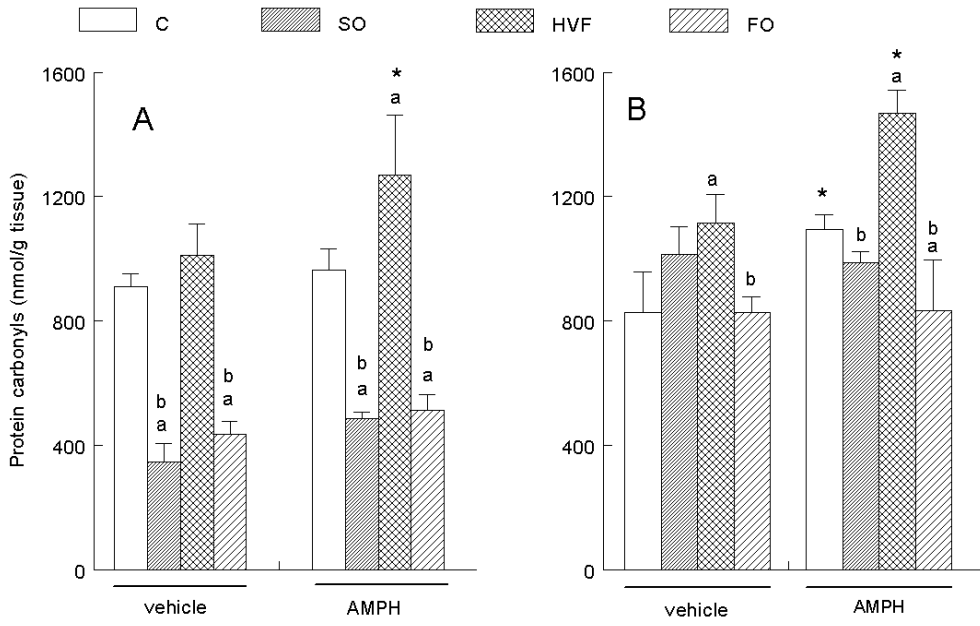 C SO HVF FO
Protein carbonyls (nmol/g tissue)
A
1600
1200
800
400
0
b
a
b
a
*
a
b
a
b
a
vehicle AMPH
B
1600
1200
800
400
0
a
b
*
b
*
a
b
a
vehicle AMPH